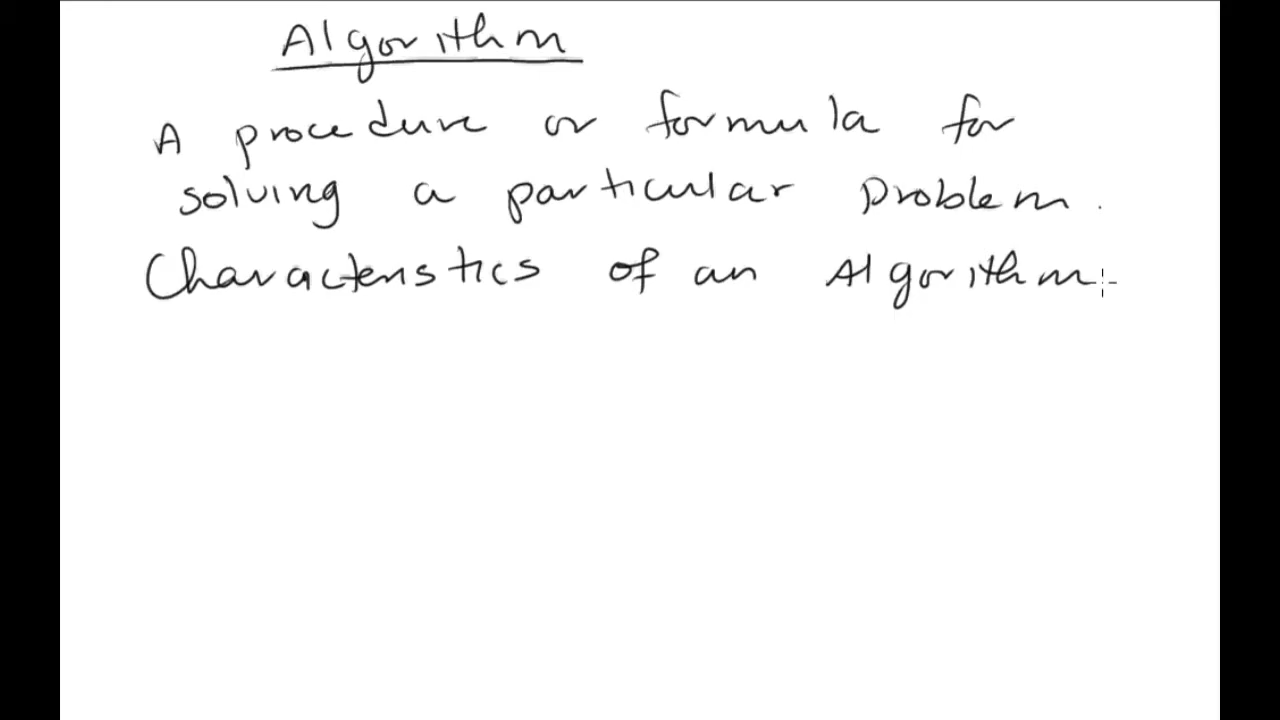 Algorithm
A procedure or formula for
solving a particular problem.
Characteristics of an Algorithm